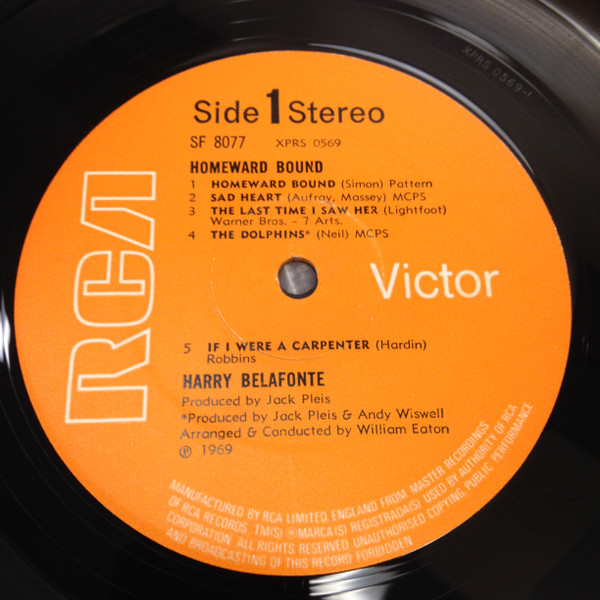 XPRS 0569-1
Side 1 Stereo
SF 8077 XPRS 0569
HOMEWARD BOUND
1 HOMEWARD BOUND (Simon) Pattern
2 SAD HEART (Aufray, Massey) MCPS
3 THE LAST TIME I SAW HER (Lightfoot)
Warner Bros. - 7 Arts.
4 THE DOLPHINS* (Neil) MCPS
RCA
Victor
5 IF I WERE A CARPENTER (Hardin)
Robbins
HARRY BELAFONTE
Produced by Jack Pleis
*Produced by Jack Pleis & Andy Wiswell
Arranged & Conducted by William Eaton
℗ 1969
MANUFACTURED BY RCA LIMITED, ENGLAND FROM MASTER RECORDINGS
OF RCA RECORDS. TM(S) ® MARCA(S) REGISTRADA(S) USED BY AUTHORITY OF RCA
CORPORATION. ALL RIGHTS RESERVED UNAUTHORISED COPYING, PUBLIC PERFORMANCE
AND BROADCASTING OF THIS RECORD FORBIDDEN